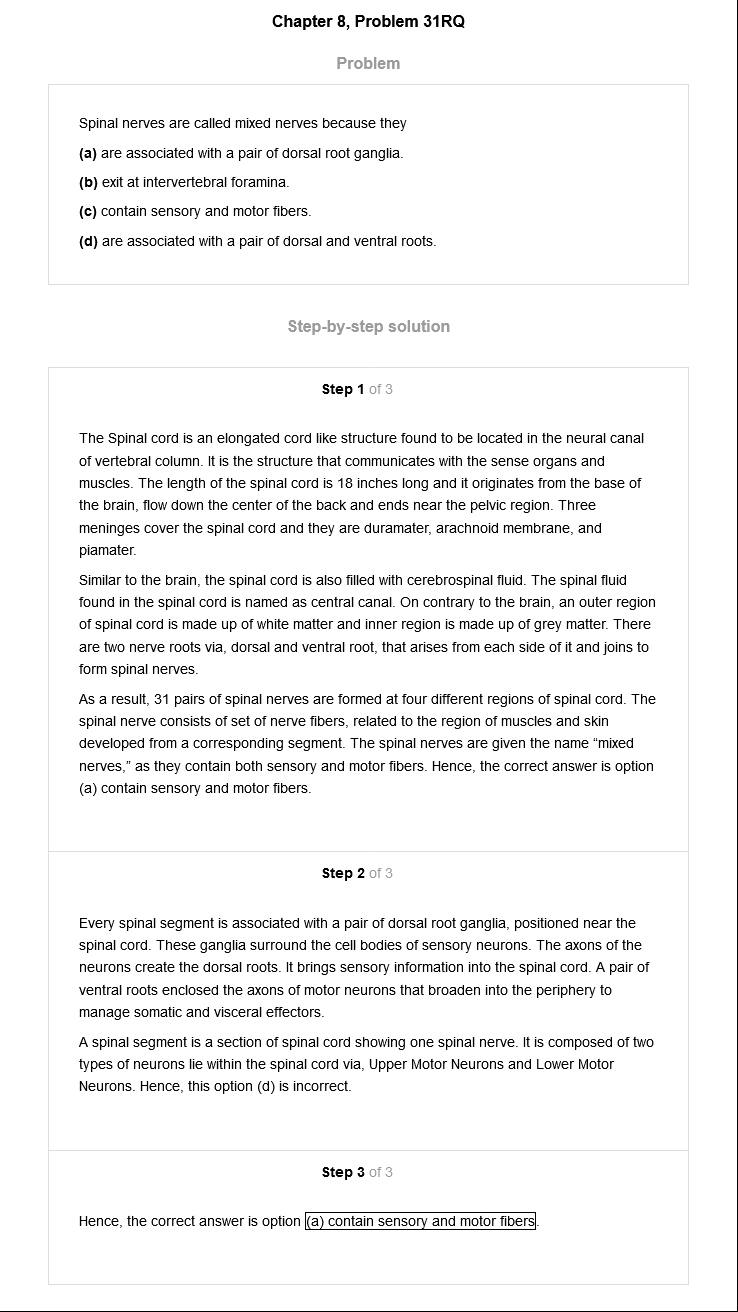 Chapter 8, Problem 31RQ
Problem
Spinal nerves are called mixed nerves because they
(a) are associated with a pair of dorsal root ganglia.
(b) exit at intervertebral foramina.
(c) contain sensory and motor fibers.
(d) are associated with a pair of dorsal and ventral roots.
Step-by-step solution
Step 1 of 3
The Spinal cord is an elongated cord like structure found to be located in the neural canal
of vertebral column. It is the structure that communicates with the sense organs and
muscles. The length of the spinal cord is 18 inches long and it originates from the base of
the brain, flow down the center of the back and ends near the pelvic region. Three
meninges cover the spinal cord and they are duramater, arachnoid membrane, and
piamater.
Similar to the brain, the spinal cord is also filled with cerebrospinal fluid. The spinal fluid
found in the spinal cord is named as central canal. On contrary to the brain, an outer region
of spinal cord is made up of white matter and inner region is made up of grey matter. There
are two nerve roots via, dorsal and ventral root, that arises from each side of it and joins to
form spinal nerves.
As a result, 31 pairs of spinal nerves are formed at four different regions of spinal cord. The
spinal nerve consists of set of nerve fibers, related to the region of muscles and skin
developed from a corresponding segment. The spinal nerves are given the name “mixed
nerves,” as they contain both sensory and motor fibers. Hence, the correct answer is option
(a) contain sensory and motor fibers.
Step 2 of 3
Every spinal segment is associated with a pair of dorsal root ganglia, positioned near the
spinal cord. These ganglia surround the cell bodies of sensory neurons. The axons of the
neurons create the dorsal roots. It brings sensory information into the spinal cord. A pair of
ventral roots enclosed the axons of motor neurons that broaden into the periphery to
manage somatic and visceral effectors.
A spinal segment is a section of spinal cord showing one spinal nerve. It is composed of two
types of neurons lie within the spinal cord via, Upper Motor Neurons and Lower Motor
Neurons. Hence, this option (d) is incorrect.
Step 3 of 3
Hence, the correct answer is option (a) contain sensory and motor fibers.